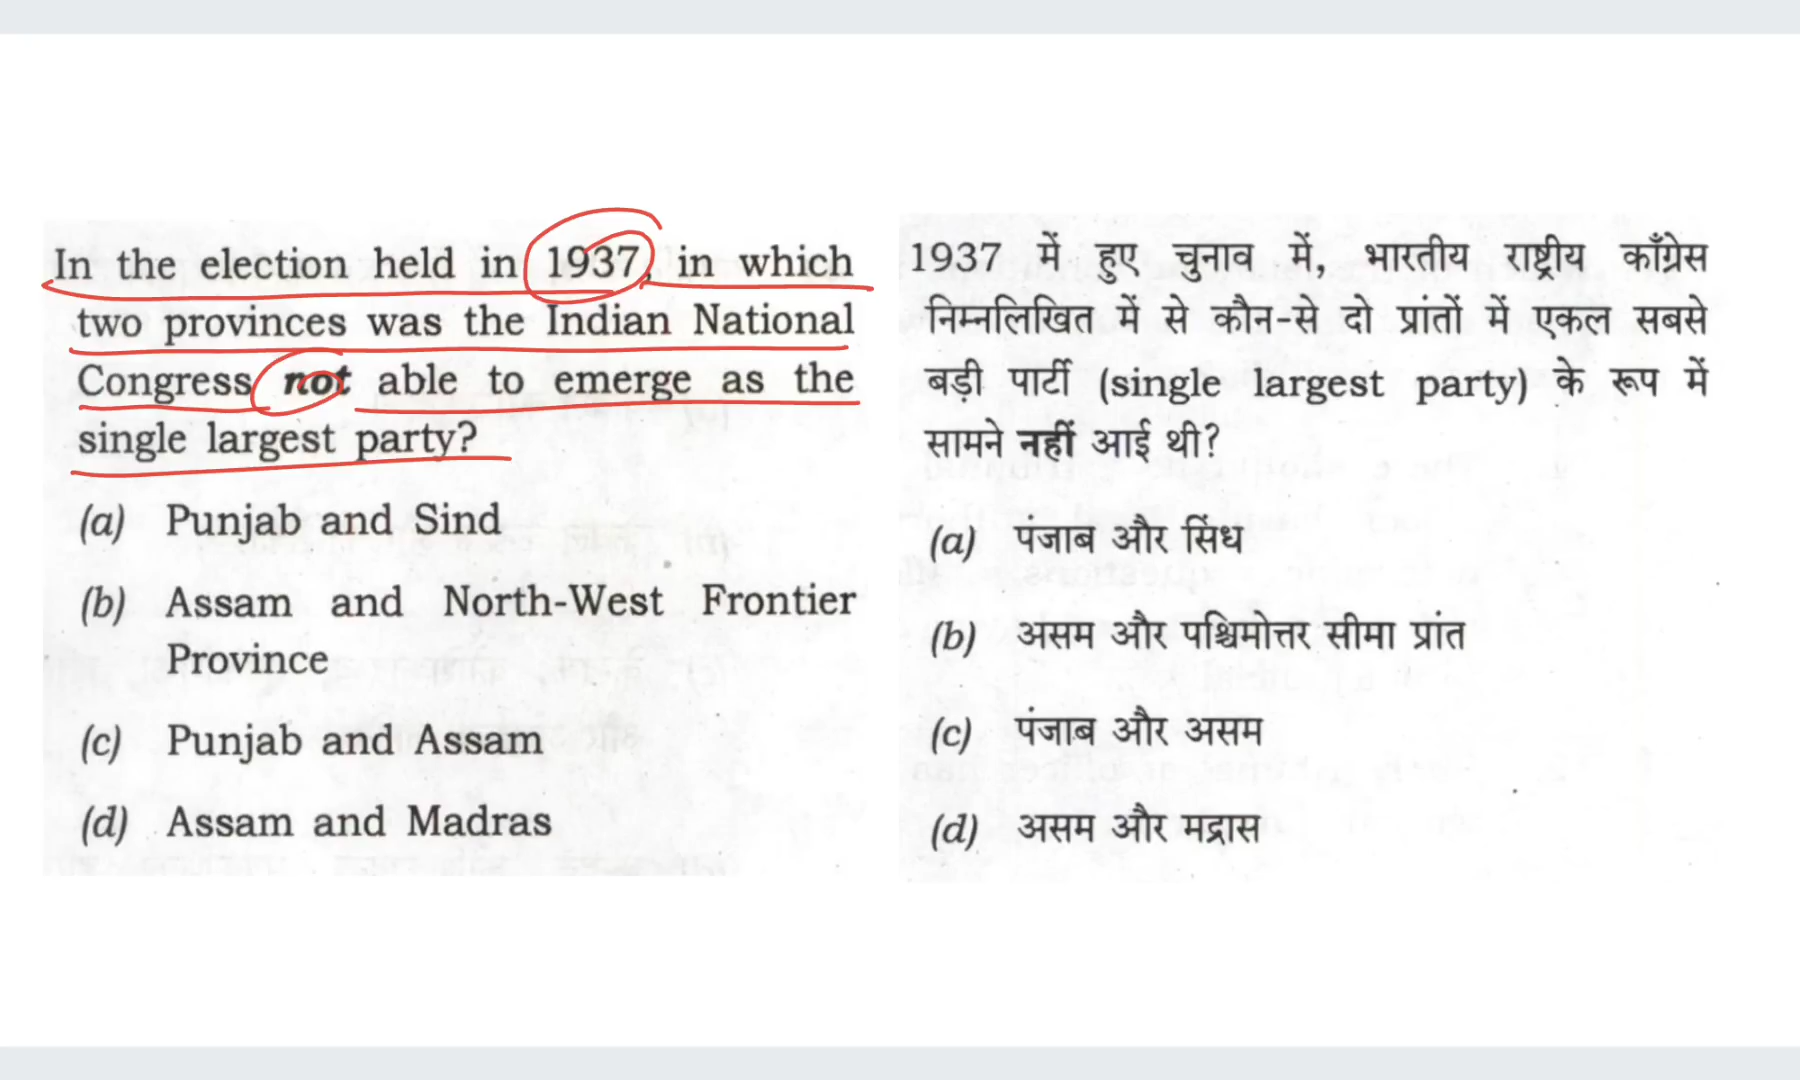 In the election held in 1937, in which
two provinces was the Indian National
Congress not able to emerge as the
single largest party?
(a) Punjab and Sind
(b) Assam and North-West Frontier
Province
(c) Punjab and Assam
(d) Assam and Madras
1937 में हुए चुनाव में, भारतीय राष्ट्रीय काँग्रेस
निम्नलिखित में से कौन-से दो प्रांतों में एकल सबसे
बड़ी पार्टी (single largest party) के रूप में
सामने नहीं आई थी?
(a) पंजाब और सिंध
(b) असम और पश्चिमोत्तर सीमा प्रांत
(c) पंजाब और असम
(d) असम और मद्रास